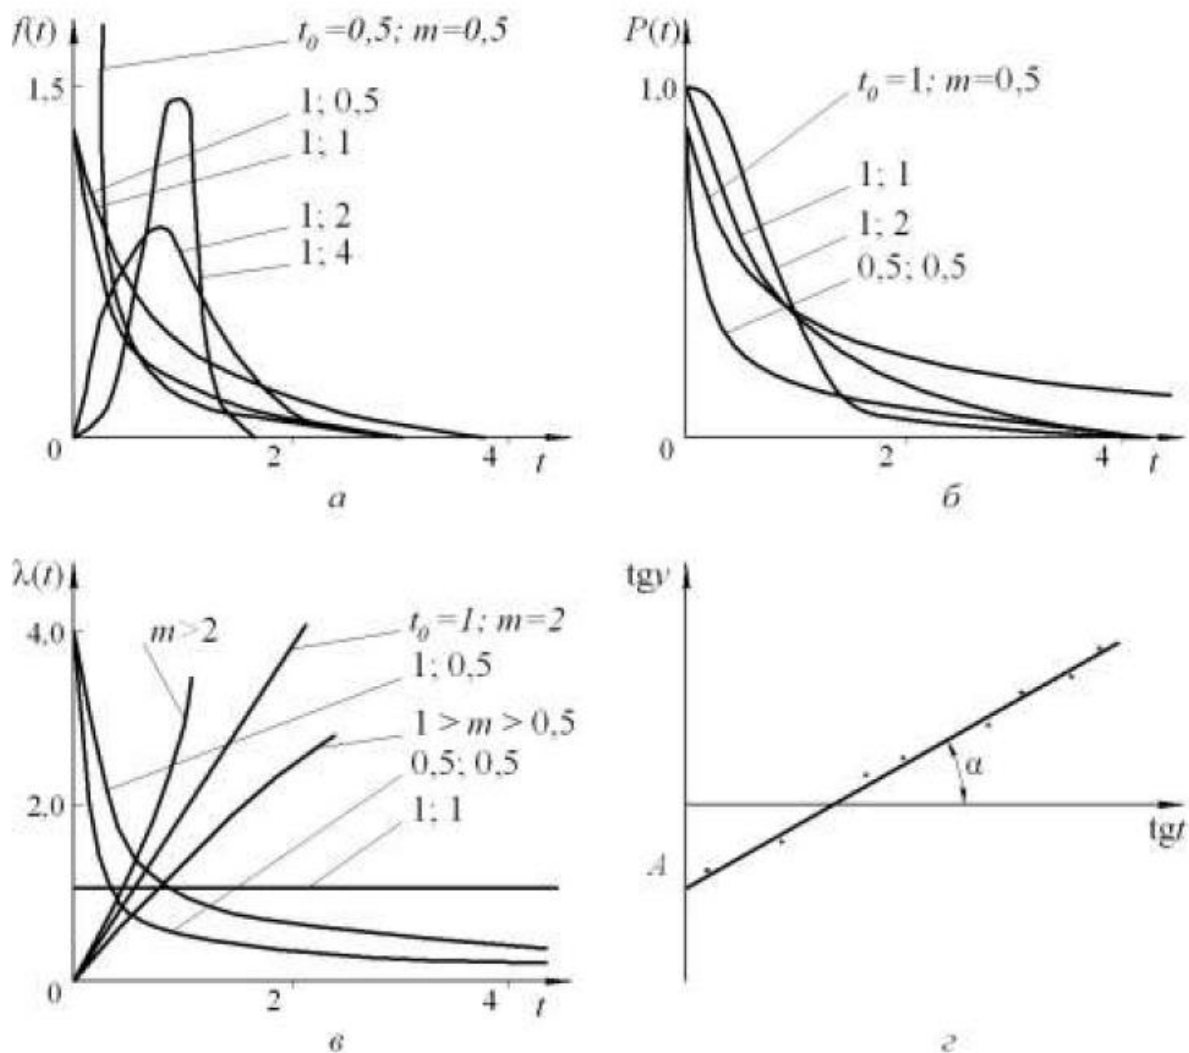 f(t)
t₀=0,5; m=0,5
1,5
1; 0,5
1; 1
1; 2
1; 4
0
2
4
t
а
P(t)
1,0
t₀=1; m=0,5
1; 1
1; 2
0,5; 0,5
0
2
4
t
б
λ(t)
4,0
m>2
t₀=1; m=2
1; 0,5
1 > m > 0,5
0,5; 0,5
2,0
1; 1
0
2
4
t
в
tgv
α
tgt
A
г